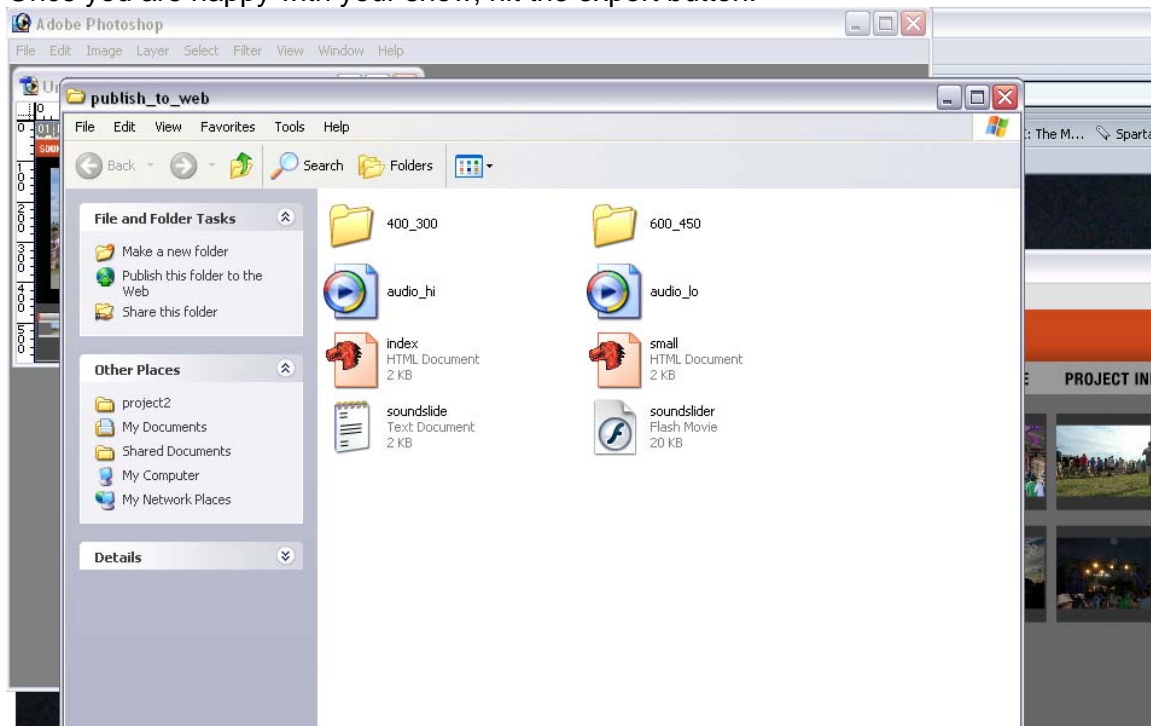 Once you are happy with your show, hit the export button.
Adobe Photoshop
File Edit Image Layer Select Filter View Window Help
publish_to_web
File Edit View Favorites Tools Help
: The M...
Back
Search
Folders
File and Folder Tasks
Make a new folder
Publish this folder to the
Web
Share this folder
Other Places
project2
My Documents
Shared Documents
My Computer
My Network Places
Details
400_300
600_450
audio_hi
audio_lo
index
HTML Document
2 KB
small
HTML Document
2 KB
soundslide
Text Document
2 KB
soundslider
Flash Movie
20 KB
PROJECT